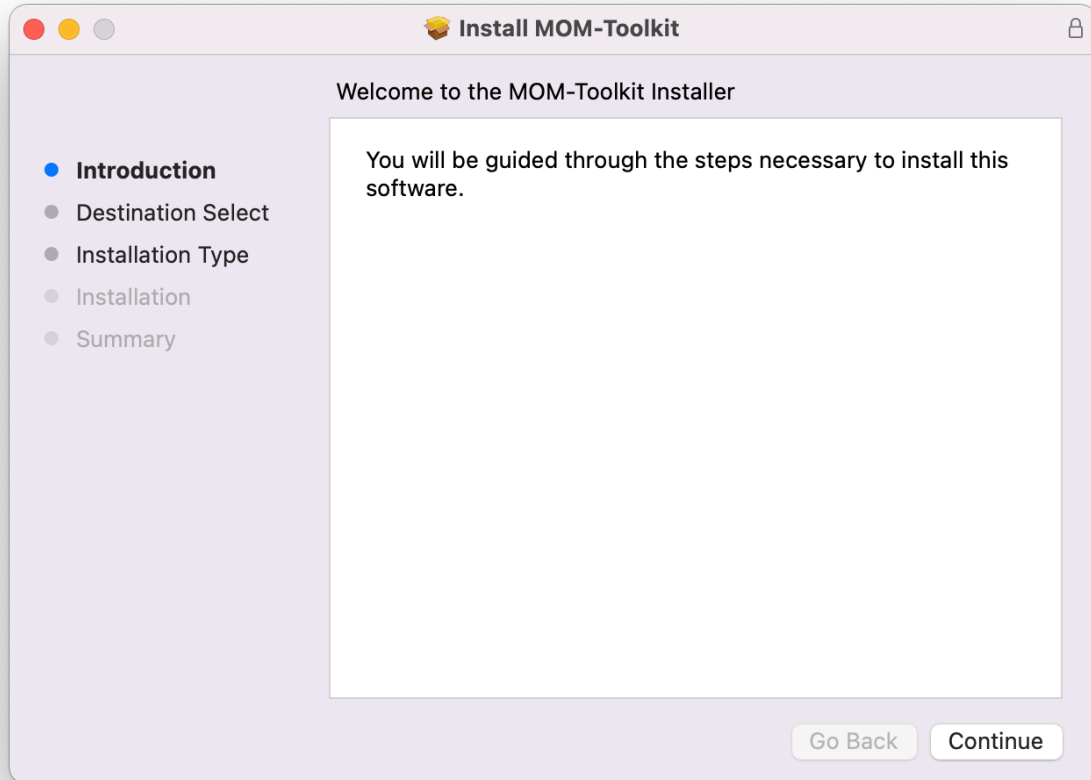 Install MOM-Toolkit
Welcome to the MOM-Toolkit Installer
Introduction
Destination Select
Installation Type
Installation
Summary
You will be guided through the steps necessary to install this
software.
Go Back
Continue